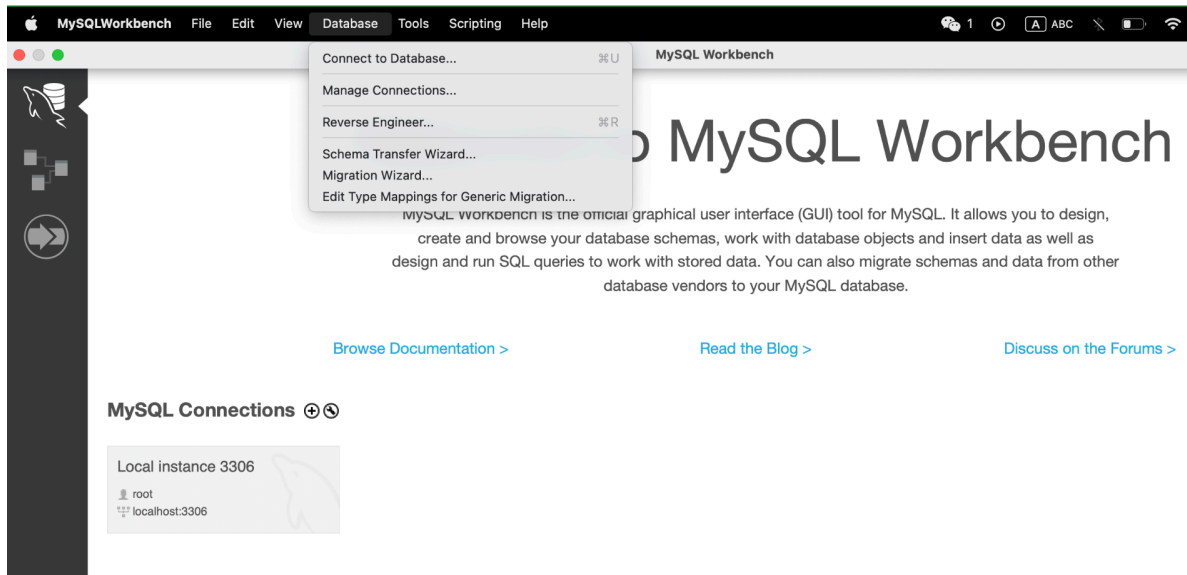 MySQLWorkbench File Edit View Database Tools Scripting Help 1 A ABC
MySQL Workbench
Connect to Database... ⌘U
Manage Connections...
Reverse Engineer... ⌘R
Schema Transfer Wizard...
Migration Wizard...
Edit Type Mappings for Generic Migration...
MySQL Workbench
MySQL Workbench is the official graphical user interface (GUI) tool for MySQL. It allows you to design,
create and browse your database schemas, work with database objects and insert data as well as
design and run SQL queries to work with stored data. You can also migrate schemas and data from other
database vendors to your MySQL database.
Browse Documentation > Read the Blog > Discuss on the Forums >
MySQL Connections
Local instance 3306
root
localhost:3306